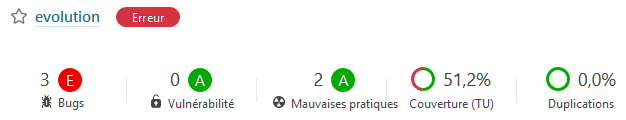 evolution Erreur
3 E 0 A 2 A 51,2% 0,0%
Bugs Vulnérabilité Mauvaises pratiques Couverture (TU) Duplications